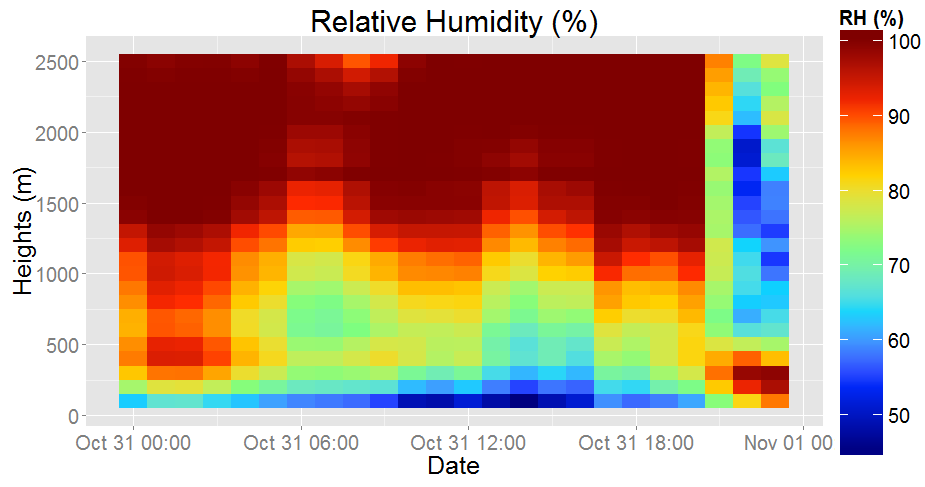 Relative Humidity (%)
RH (%)
100
90
80
70
60
50
Heights (m)
2500
2000
1500
1000
500
0
Oct 31 00:00
Oct 31 06:00
Oct 31 12:00
Oct 31 18:00
Nov 01 00
Date